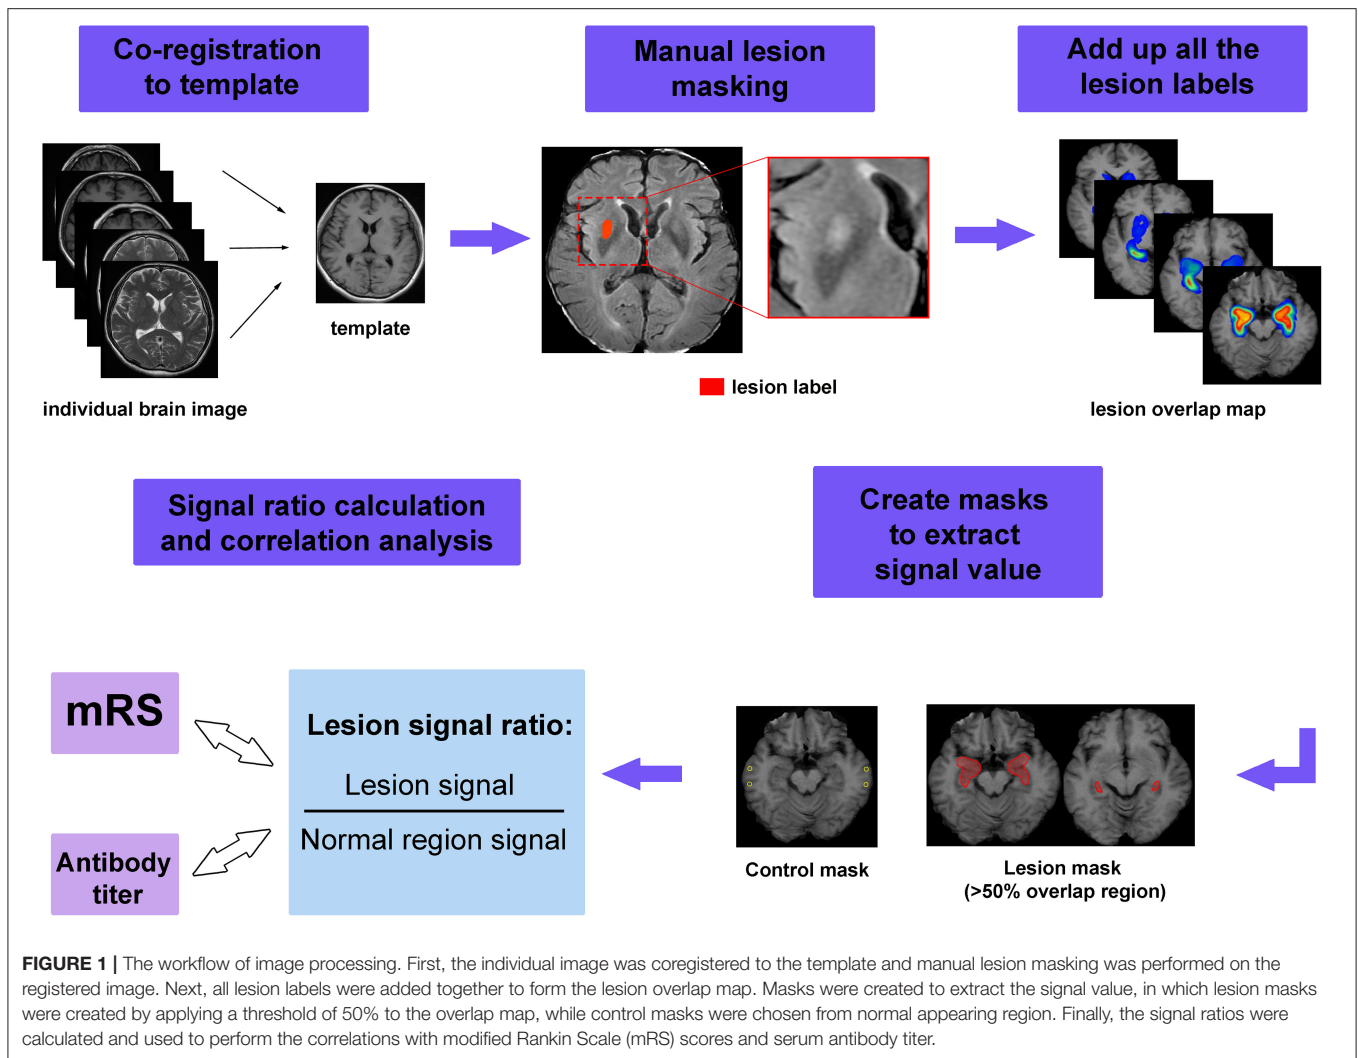 Co-registration
to template
Manual lesion
masking
Add up all the
lesion labels
template
individual brain image
lesion label
lesion overlap map
Signal ratio calculation
and correlation analysis
Create masks
to extract
signal value
mRS
Antibody
titer
Lesion signal ratio:
Lesion signal
Normal region signal
Control mask
Lesion mask
(>50% overlap region)
FIGURE 1 | The workflow of image processing. First, the individual image was coregistered to the template and manual lesion masking was performed on the
registered image. Next, all lesion labels were added together to form the lesion overlap map. Masks were created to extract the signal value, in which lesion masks
were created by applying a threshold of 50% to the overlap map, while control masks were chosen from normal appearing region. Finally, the signal ratios were
calculated and used to perform the correlations with modified Rankin Scale (mRS) scores and serum antibody titer.